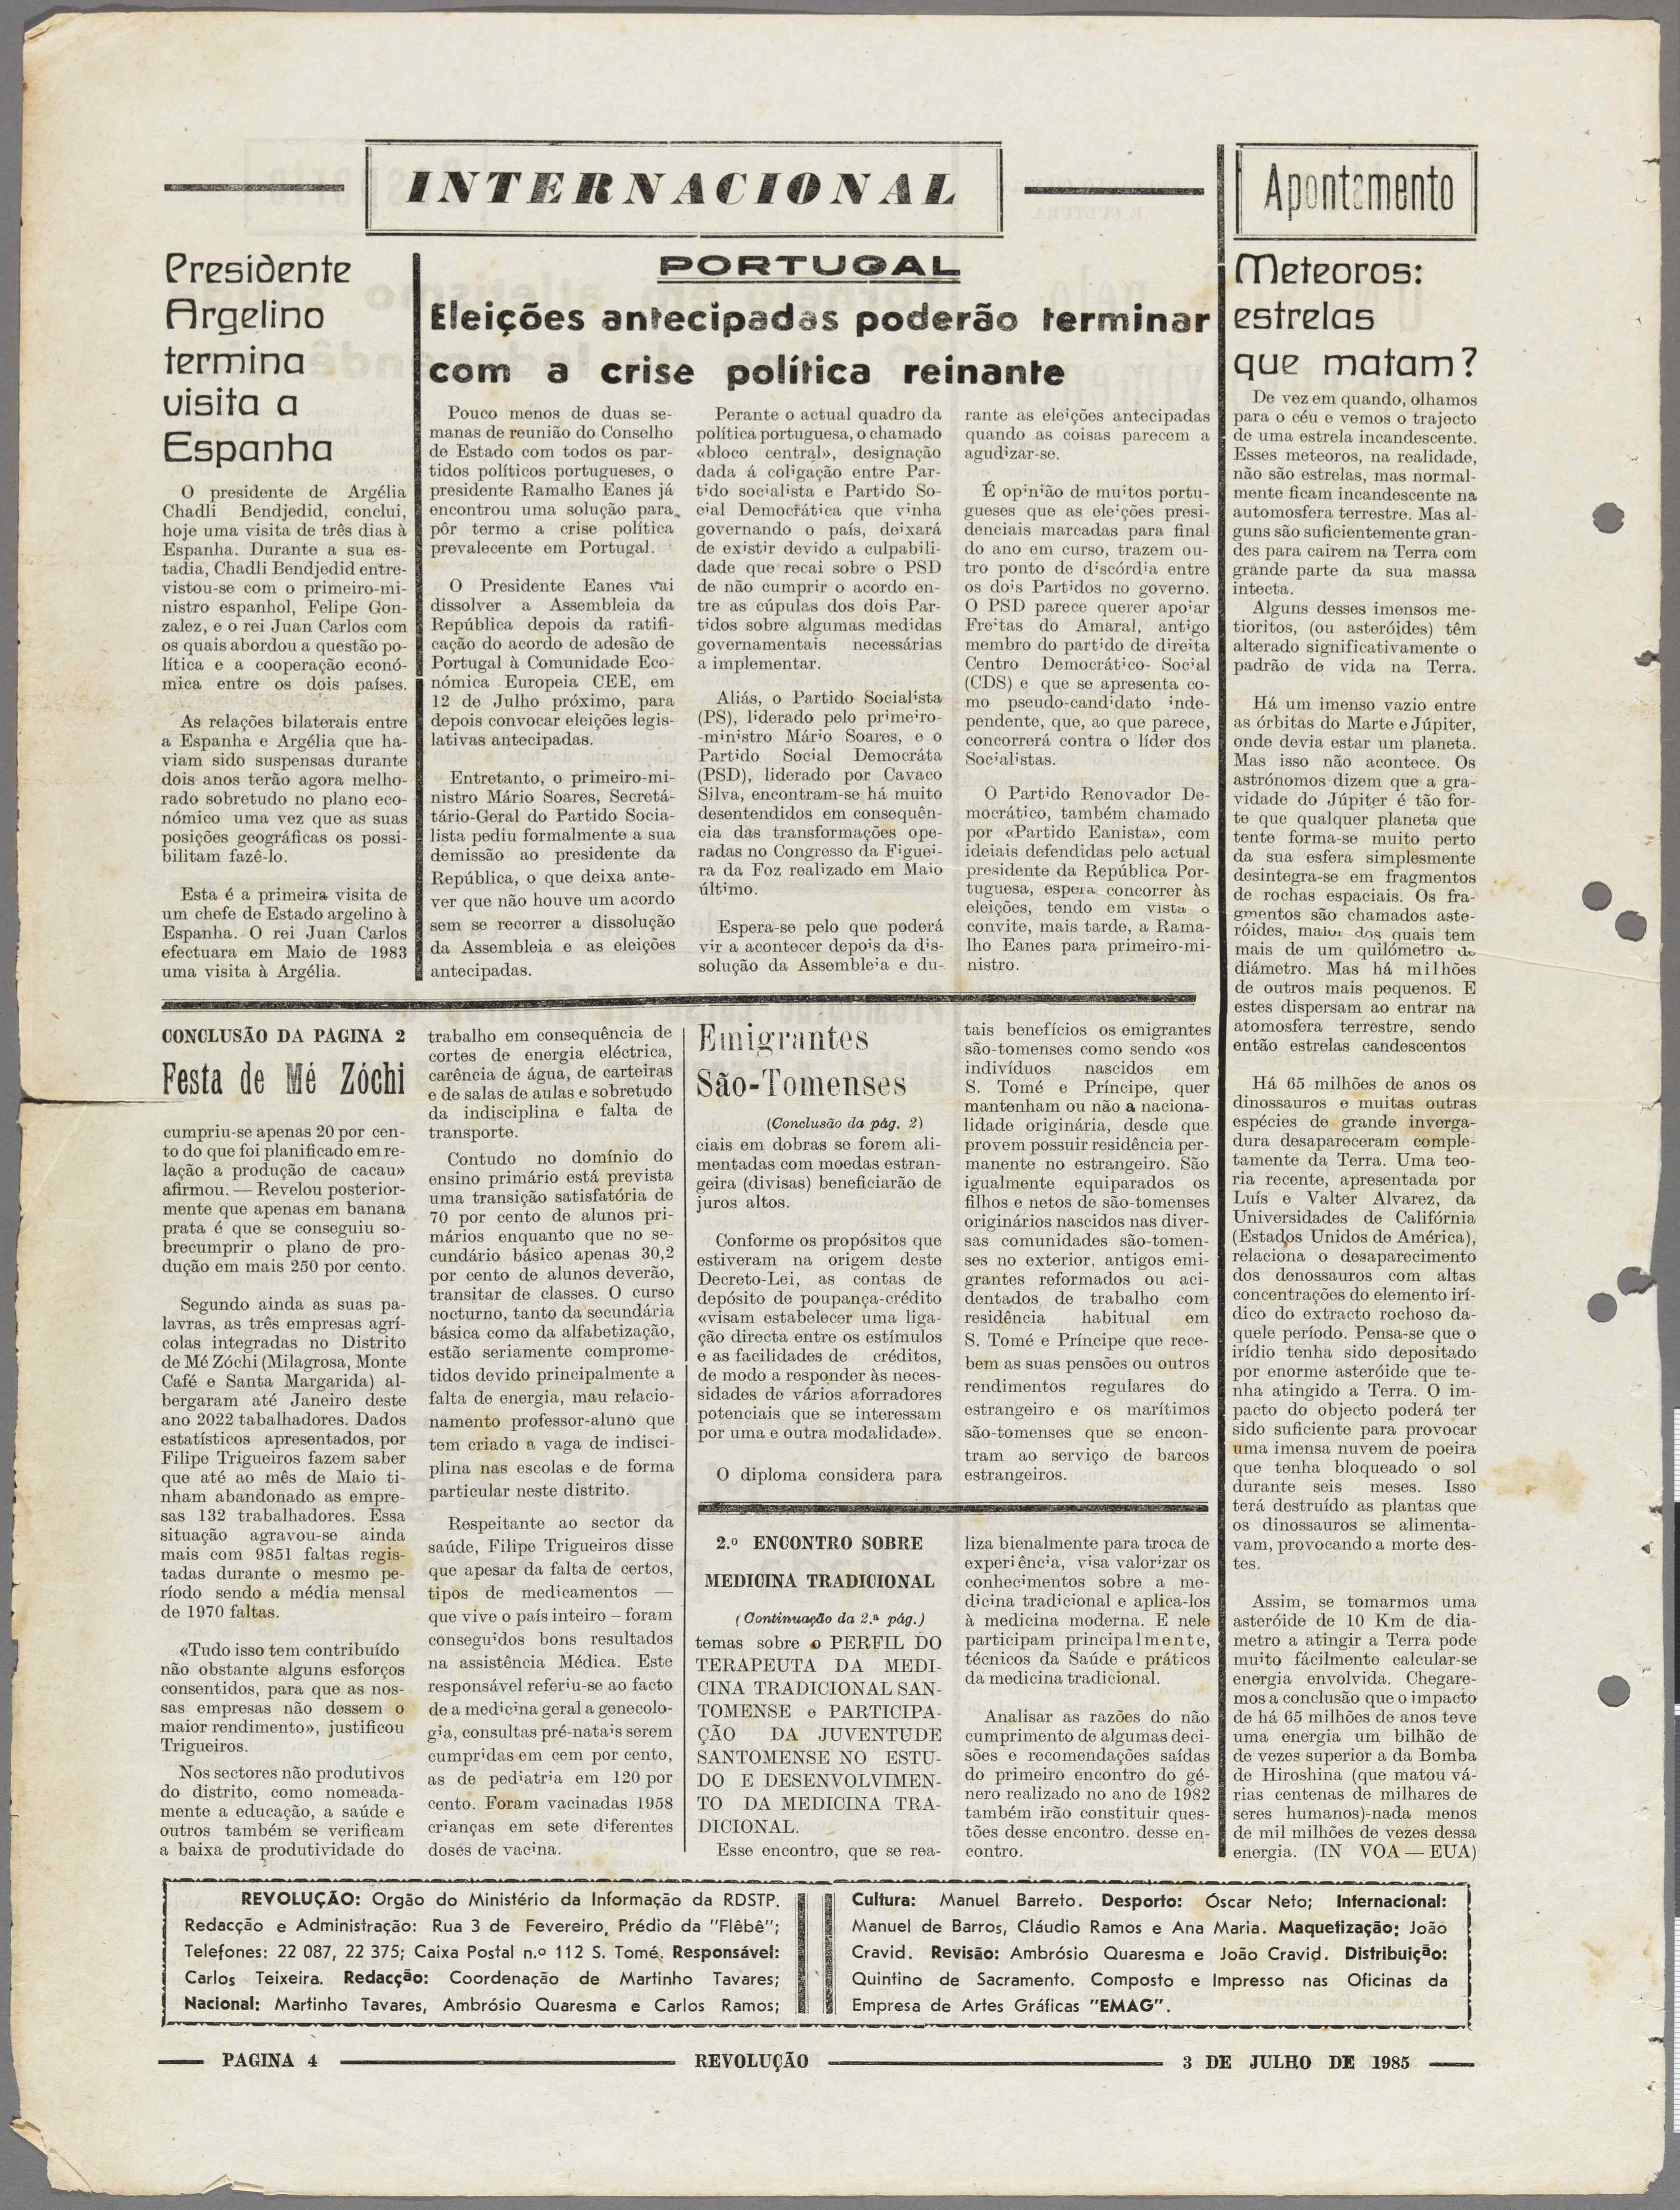 INTERNACIONAL
Presidente
Argelino
termina
visita a
Espanha
O presidente de Argélia
Chadli Bendjedid, conclui,
hoje uma visita de três dias à
Espanha. Durante a sua es-
tadia, Chadli Bendjedid entre-
vistou-se com o primeiro-mi-
nistro espanhol, Felipe Gon-
zalez, e o rei Juan Carlos com
os quais abordou a questão po-
lítica e a cooperação econó-
mica entre os dois países.
As relações bilaterais entre
a Espanha e Argélia que ha-
viam sido suspensas durante
dois anos terão agora melho-
rado sobretudo no plano eco-
nómico uma vez que as suas
posições geográficas os possi-
bilitam fazê-lo.
Esta é a primeira visita de
um chefe de Estado argelino à
Espanha. O rei Juan Carlos
efectuara em Maio de 1983
uma visita à Argélia.
PORTUGAL
Eleições antecipadas poderão terminar
com a crise política reinante
Pouco menos de duas se-
manas de reunião do Conselho
de Estado com todos os par-
tidos políticos portugueses, o
presidente Ramalho Eanes já
encontrou uma solução para
pôr termo a crise política
prevalecente em Portugal.
O Presidente Eanes vai
dissolver a Assembleia da
República depois da ratifi-
cação do acordo de adesão de
Portugal à Comunidade Eco-
nómica Europeia CEE, em
12 de Julho próximo, para
depois convocar eleições legis-
lativas antecipadas.
Entretanto, o primeiro-mi-
nistro Mário Soares, Secretá-
tário-Geral do Partido Socia-
lista pediu formalmente a sua
demissão ao presidente da
República, o que deixa ante-
ver que não houve um acordo
sem se recorrer a dissolução
da Assembleia e as eleições
antecipadas.
Perante o actual quadro da
política portuguesa, o chamado
«bloco central», designação
dada á coligação entre Par-
tido socialista e Partido So-
cial Democrática que vinha
governando o país, deixará
de existir devido a culpabili-
dade que recai sobre o PSD
de não cumprir o acordo en-
tre as cúpulas dos dois Par-
tidos sobre algumas medidas
governamentais necessárias
a implementar.
Aliás, o Partido Socialista
(PS), liderado pelo primeiro-
-ministro Mário Soares, e o
Partido Social Democráta
(PSD), liderado por Cavaco
Silva, encontram-se há muito
desentendidos em consequên-
cia das transformações ope-
radas no Congresso da Figuei-
ra da Foz realizado em Maio
último.
Espera-se pelo que poderá
vir a acontecer depois da dis-
solução da Assembleia e du-
rante as eleições antecipadas
quando as coisas parecem a
agudizar-se.
É opinião de muitos portu-
gueses que as eleições presi-
denciais marcadas para final
do ano em curso, trazem ou-
tro ponto de discórdia entre
os dois Partidos no governo.
O PSD parece querer apoiar
Freitas do Amaral, antigo
membro do partido de direita
Centro Democrático- Social
(CDS) e que se apresenta co-
mo pseudo-candidato inde-
pendente, que, ao que parece,
concorrerá contra o líder dos
Socialistas.
O Partido Renovador De-
mocrático, também chamado
por «Partido Eanista», com
ideiais defendidas pelo actual
presidente da República Por-
tuguesa, espera concorrer às
eleições, tendo em vista o
convite, mais tarde, a Rama-
lho Eanes para primeiro-mi-
nistro.
Apontamento
Meteoros:
estrelas
que matam?
De vez em quando, olhamos
para o céu e vemos o trajecto
de uma estrela incandescente.
Esses meteoros, na realidade,
não são estrelas, mas normal-
mente ficam incandescente na
automosfera terrestre. Mas al-
guns são suficientemente gran-
des para cairem na Terra com
grande parte da sua massa
intecta.
Alguns desses imensos me-
tioritos, (ou asteróides) têm
alterado significativamente o
padrão de vida na Terra.
Há um imenso vazio entre
as órbitas do Marte e Júpiter,
onde devia estar um planeta.
Mas isso não acontece. Os
astrónomos dizem que a gra-
vidade do Júpiter é tão for-
te que qualquer planeta que
tente forma-se muito perto
da sua esfera simplesmente
desintegra-se em fragmentos
de rochas espaciais. Os fra-
gmentos são chamados aste-
róides, maior dos quais tem
mais de um quilómetro de
diámetro. Mas há milhões
de outros mais pequenos. E
estes dispersam ao entrar na
atomosfera terrestre, sendo
então estrelas candescentos
Há 65 milhões de anos os
dinossauros e muitas outras
espécies de grande inverga-
dura desapareceram comple-
tamente da Terra. Uma teo-
ria recente, apresentada por
Luís e Valter Alvarez, da
Universidades de Califórnia
(Estados Unidos de América),
relaciona o desaparecimento
dos denossauros com altas
concentrações do elemento irí-
dico do extracto rochoso da-
quele período. Pensa-se que o
irídio tenha sido depositado
por enorme asteróide que te-
nha atingido a Terra. O im-
pacto do objecto poderá ter
sido suficiente para provocar
uma imensa nuvem de poeira
que tenha bloqueado o sol
durante seis meses. Isso
terá destruído as plantas que
os dinossauros se alimenta-
vam, provocando a morte des-
tes.
Assim, se tomarmos uma
asteróide de 10 Km de dia-
metro a atingir a Terra pode
muito fácilmente calcular-se
energia envolvida. Chegare-
mos a conclusão que o impacto
de há 65 milhões de anos teve
uma energia um bilhão de
de vezes superior a da Bomba
de Hiroshina (que matou vá-
rias centenas de milhares de
seres humanos)-nada menos
de mil milhões de vezes dessa
energia. (IN VOA — EUA)
CONCLUSÃO DA PAGINA 2
Festa de Mé Zóchi
cumpriu-se apenas 20 por cen-
to do que foi planificado em re-
lação a produção de cacau»
afirmou. — Revelou posterior-
mente que apenas em banana
prata é que se conseguiu so-
brecumprir o plano de pro-
dução em mais 250 por cento.
Segundo ainda as suas pa-
lavras, as três empresas agrí-
colas integradas no Distrito
de Mé Zóchi (Milagrosa, Monte
Café e Santa Margarida) al-
bergaram até Janeiro deste
ano 2022 tabalhadores. Dados
estatísticos apresentados, por
Filipe Trigueiros fazem saber
que até ao mês de Maio ti-
nham abandonado as empre-
sas 132 trabalhadores. Essa
situação agravou-se ainda
mais com 9851 faltas regis-
tadas durante o mesmo pe-
ríodo sendo a média mensal
de 1970 faltas.
«Tudo isso tem contribuído
não obstante alguns esforços
consentidos, para que as nos-
sas empresas não dessem o
maior rendimento», justificou
Trigueiros.
Nos sectores não produtivos
do distrito, como nomeada-
mente a educação, a saúde e
outros também se verificam
a baixa de produtividade do
trabalho em consequência de
cortes de energia eléctrica,
carência de água, de carteiras
e de salas de aulas e sobretudo
da indisciplina e falta de
transporte.
Contudo no domínio do
ensino primário está prevista
uma transição satisfatória de
70 por cento de alunos pri-
mários enquanto que no se-
cundário básico apenas 30,2
por cento de alunos deverão,
transitar de classes. O curso
nocturno, tanto da secundária
básica como da alfabetização,
estão seriamente comprome-
tidos devido principalmente a
falta de energia, mau relacio-
namento professor-aluno que
tem criado a vaga de indisci-
plina nas escolas e de forma
particular neste distrito.
Respeitante ao sector da
saúde, Filipe Trigueiros disse
que apesar da falta de certos,
tipos de medicamentos —
que vive o país inteiro – foram
conseguidos bons resultados
na assistência Médica. Este
responsável referiu-se ao facto
de a medicina geral a genecolo-
gia, consultas pré-natais serem
cumpridas em cem por cento,
as de pediatria em 120 por
cento. Foram vacinadas 1958
crianças em sete diferentes
doses de vacina.
Emigrantes
São-Tomenses
(Conclusão da pág. 2)
ciais em dobras se forem ali-
mentadas com moedas estran-
geira (divisas) beneficiarão de
juros altos.
Conforme os propósitos que
estiveram na origem deste
Decreto-Lei, as contas de
depósito de poupança-crédito
«visam estabelecer uma liga-
ção directa entre os estímulos
e as facilidades de créditos,
de modo a responder às neces-
sidades de vários aforradores
potenciais que se interessam
por uma e outra modalidade».
O diploma considera para
tais benefícios os emigrantes
são-tomenses como sendo «os
indivíduos nascidos em
S. Tomé e Príncipe, quer
mantenham ou não a naciona-
lidade originária, desde que
provem possuir residência per-
manente no estrangeiro. São
igualmente equiparados os
filhos e netos de são-tomenses
originários nascidos nas diver-
sas comunidades são-tomen-
ses no exterior, antigos emi-
grantes reformados ou aci-
dentados de trabalho com
residência habitual em
S. Tomé e Príncipe que rece-
bem as suas pensões ou outros
rendimentos regulares do
estrangeiro e os marítimos
são-tomenses que se encon-
tram ao serviço de barcos
estrangeiros.
2.º ENCONTRO SOBRE
MEDICINA TRADICIONAL
(Continuação da 2.ª pág.)
temas sobre o PERFIL DO
TERAPEUTA DA MEDI-
CINA TRADICIONAL SAN-
TOMENSE e PARTICIPA-
ÇÃO DA JUVENTUDE
SANTOMENSE NO ESTU-
DO E DESENVOLVIMEN-
TO DA MEDICINA TRA-
DICIONAL.
Esse encontro, que se rea-
liza bienalmente para troca de
experiência, visa valorizar os
conhecimentos sobre a me-
dicina tradicional e aplica-los
à medicina moderna. E nele
participam principalmente,
técnicos da Saúde e práticos
da medicina tradicional.
Analisar as razões do não
cumprimento de algumas deci-
sões e recomendações saídas
do primeiro encontro do gé-
nero realizado no ano de 1982
também irão constituir ques-
tões desse encontro. desse en-
contro.
REVOLUÇÃO: Orgão do Ministério da Informação da RDSTP.
Redacção e Administração: Rua 3 de Fevereiro, Prédio da "Flêbê";
Telefones: 22 087, 22 375; Caixa Postal n.º 112 S. Tomé. Responsável:
Carlos Teixeira. Redacção: Coordenação de Martinho Tavares;
Nacional: Martinho Tavares, Ambrósio Quaresma e Carlos Ramos;
Cultura: Manuel Barreto. Desporto: Óscar Neto; Internacional:
Manuel de Barros, Cláudio Ramos e Ana Maria. Maquetização: João
Cravid. Revisão: Ambrósio Quaresma e João Cravid. Distribuição:
Quintino de Sacramento. Composto e Impresso nas Oficinas da
Empresa de Artes Gráficas "EMAG".
PAGINA 4
REVOLUÇÃO
3 DE JULHO DE 1985